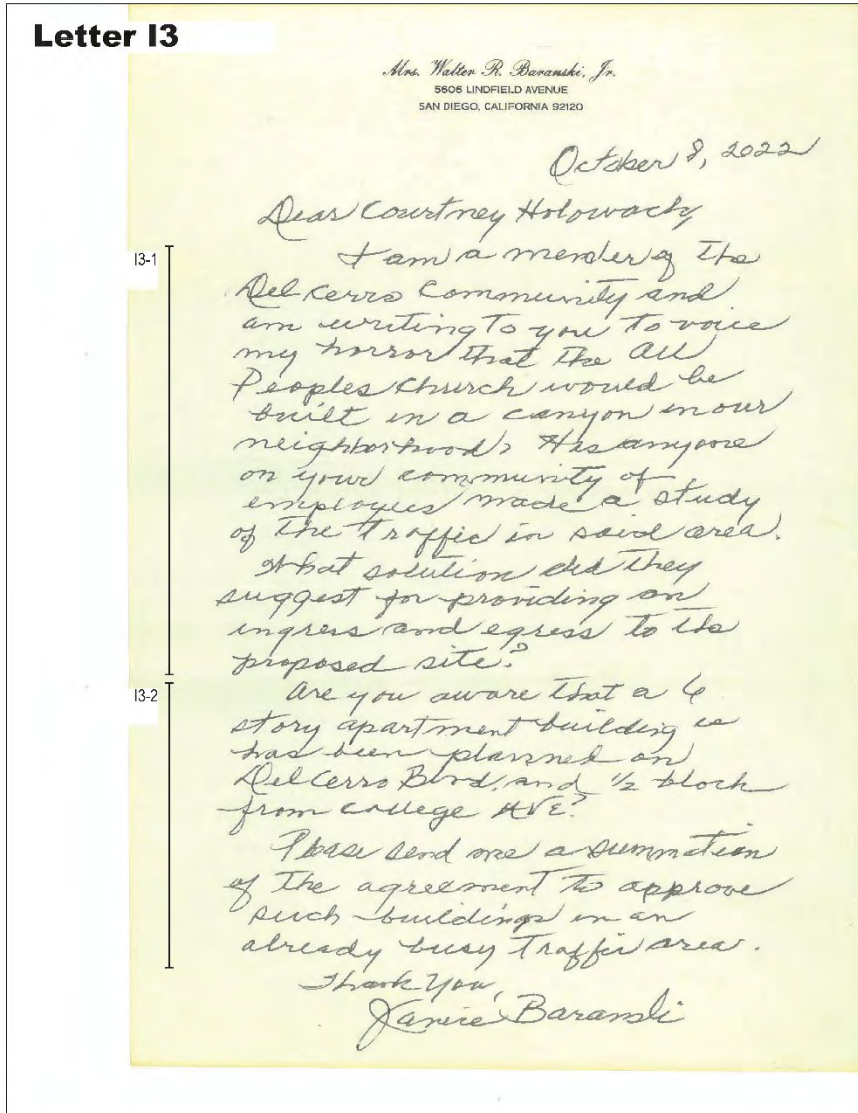 Letter I3
Mrs. Walter R. Baranski, Jr.
5606 LINDFIELD AVENUE
SAN DIEGO, CALIFORNIA 92120
October 8, 2022
Dear Courtney Holowach,
I3-1
I am a member of the
Del Cerro Community and
am writing to you to voice
my horror that the All
Peoples Church would be
built in a canyon in our
neighborhood. Has anyone
on your community of
employees made a study
of the traffic in said area.
What solution did they
suggest for providing an
ingress and egress to the
proposed site?
I3-2
Are you aware that a 6
story apartment building is
has been planned on
Del Cerro Blvd. and 1/2 block
from College AVE?
Please send me a summation
of the agreement to approve
such buildings in an
already busy traffic area.
Thank You,
Janice Baranski